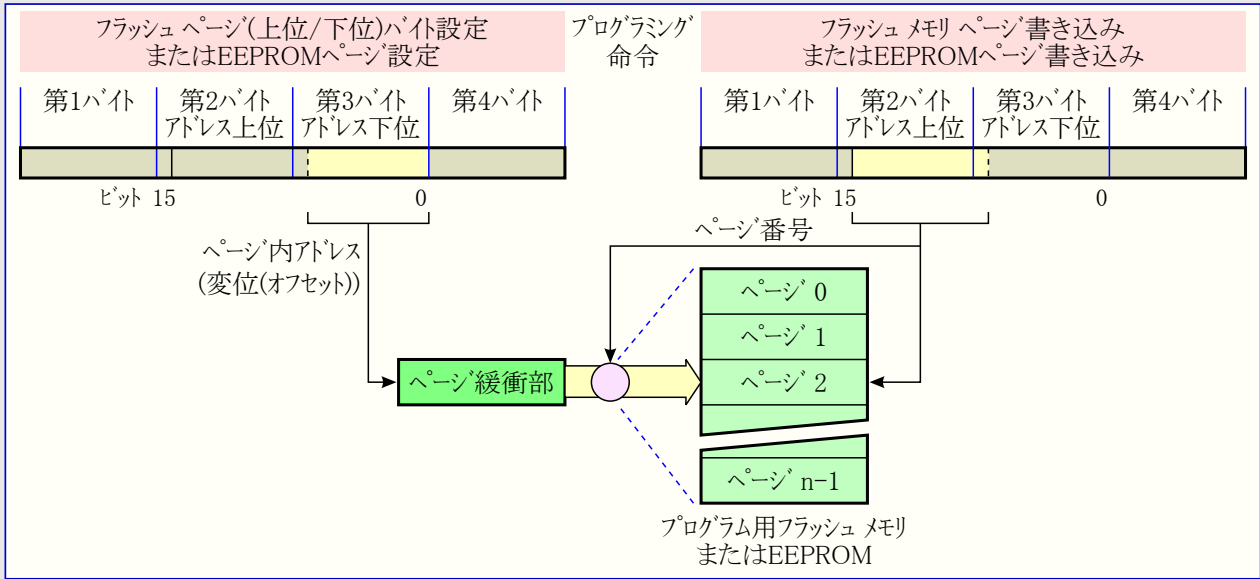 フラッシュ ページ(上位/下位)バイト設定
またはEEPROMページ設定
プログラミング
命令
フラッシュ メモリ ページ書き込み
またはEEPROMページ書き込み
第1バイト
第2バイト
アドレス上位
第3バイト
アドレス下位
第4バイト
第1バイト
第2バイト
アドレス上位
第3バイト
アドレス下位
第4バイト
ビット 15
0
ビット 15
0
ページ内アドレス
(変位(オフセット))
ページ番号
ページ 0
ページ 1
ページ緩衝部
ページ 2
ページ n-1
プログラム用フラッシュ メモリ
またはEEPROM